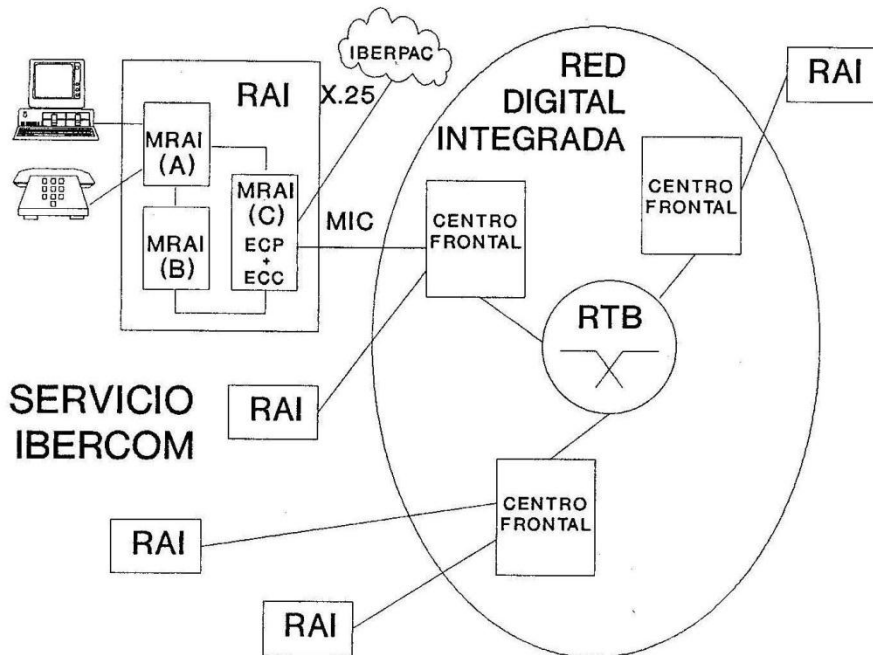 IBERPAC
RAI
X.25
RED
DIGITAL
INTEGRADA
RAI
MRAI
(A)
MRAI
(B)
MRAI
(C)
ECP
+
ECC
MIC
CENTRO
FRONTAL
CENTRO
FRONTAL
RTB
SERVICIO
IBERCOM
RAI
CENTRO
FRONTAL
RAI
RAI